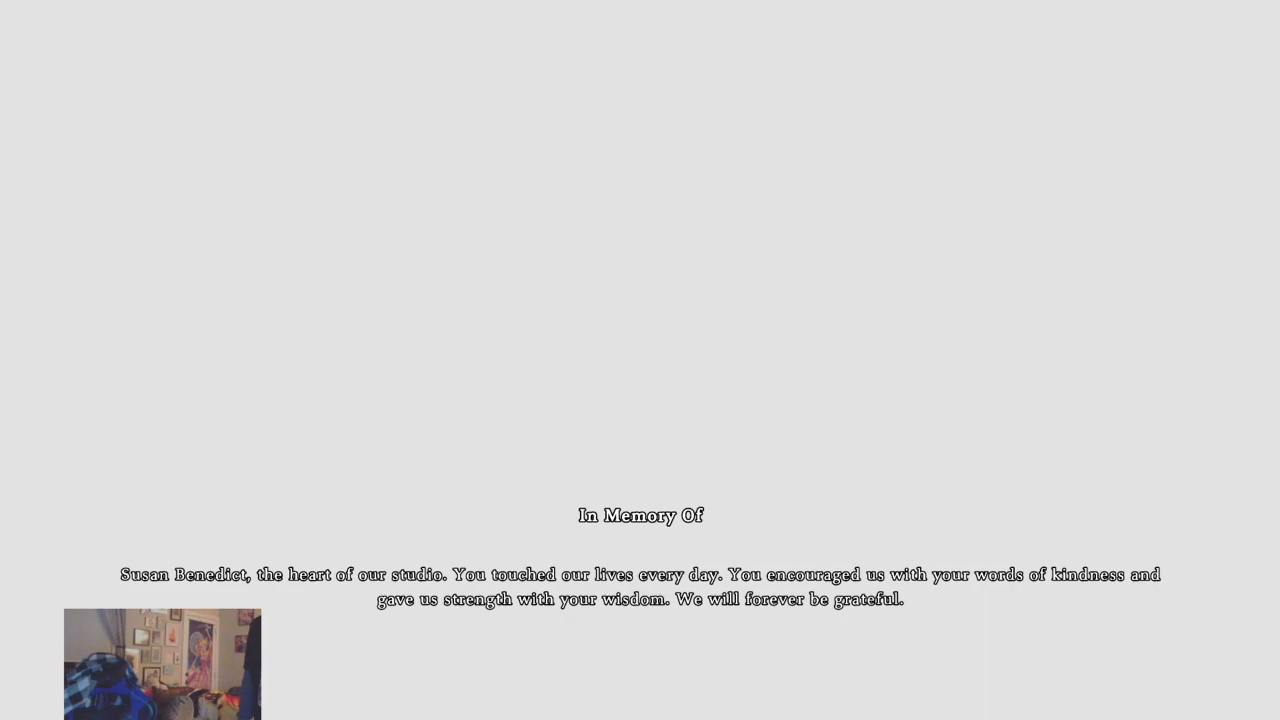 In Memory Of
Susan Benedict, the heart of our studio. You touched our lives every day. You encouraged us with your words of kindness and
gave us strength with your wisdom. We will forever be grateful.